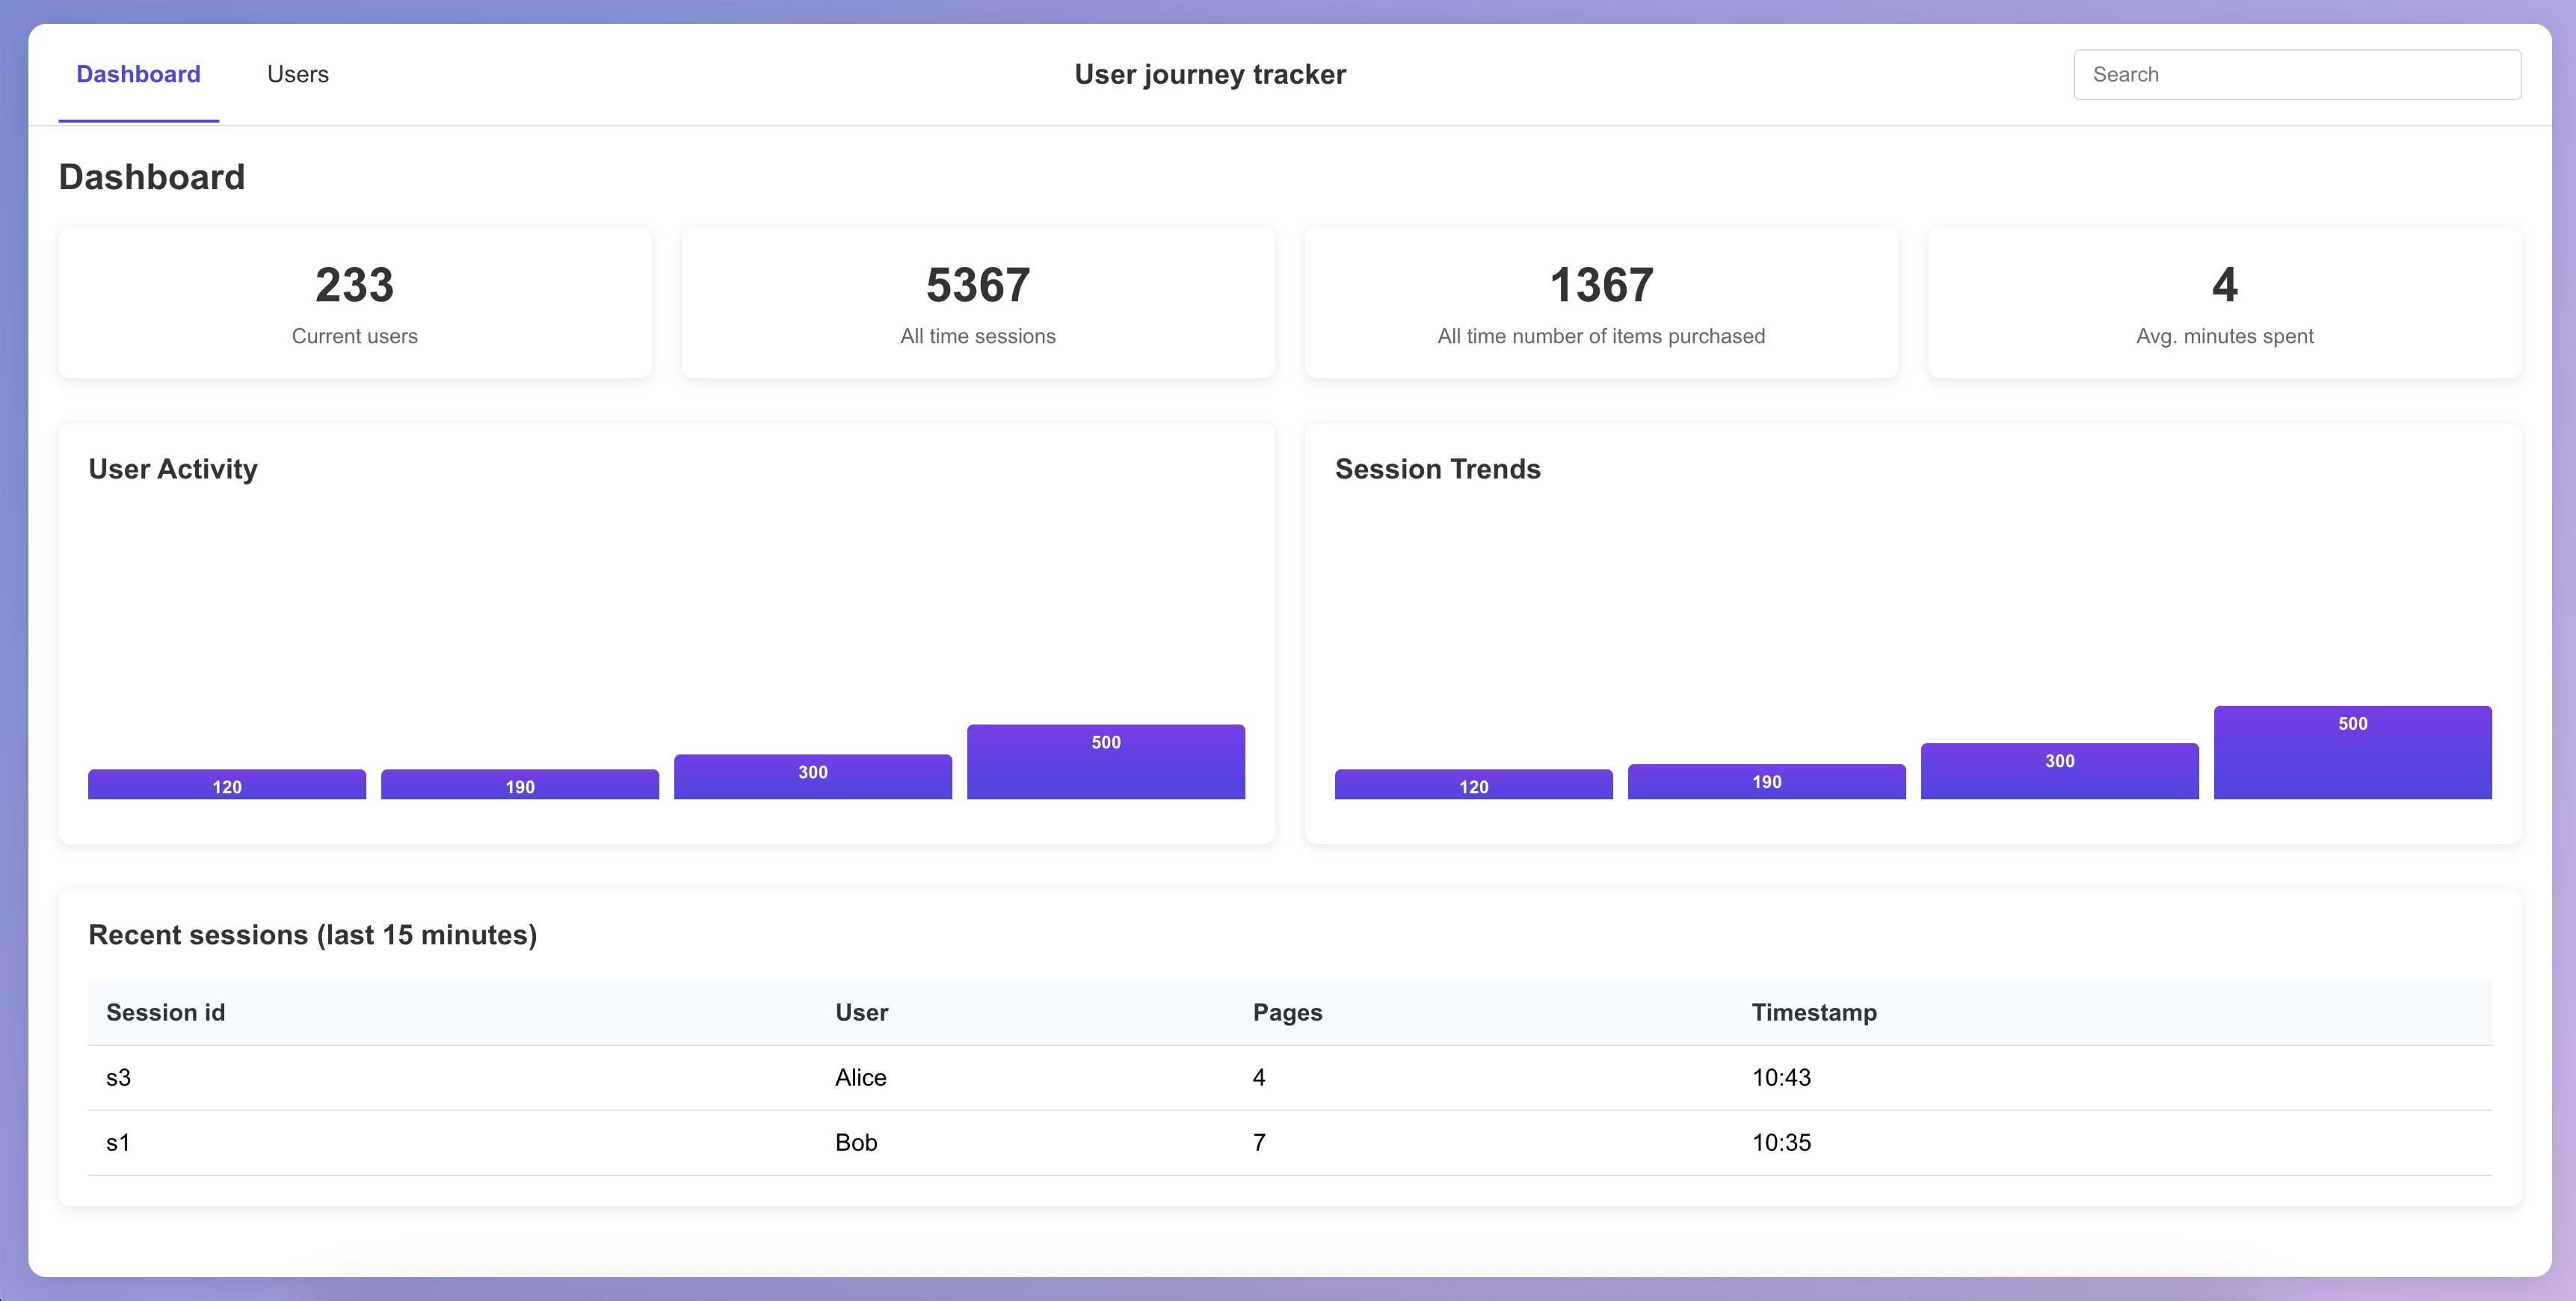 Dashboard Users User journey tracker Search
Dashboard
233 5367 1367 4
Current users All time sessions All time number of items purchased Avg. minutes spent
User Activity
500
300
120 190
Session Trends
500
300
190
120
Recent sessions (last 15 minutes)
Session id User Pages Timestamp
s3 Alice 4 10:43
s1 Bob 7 10:35